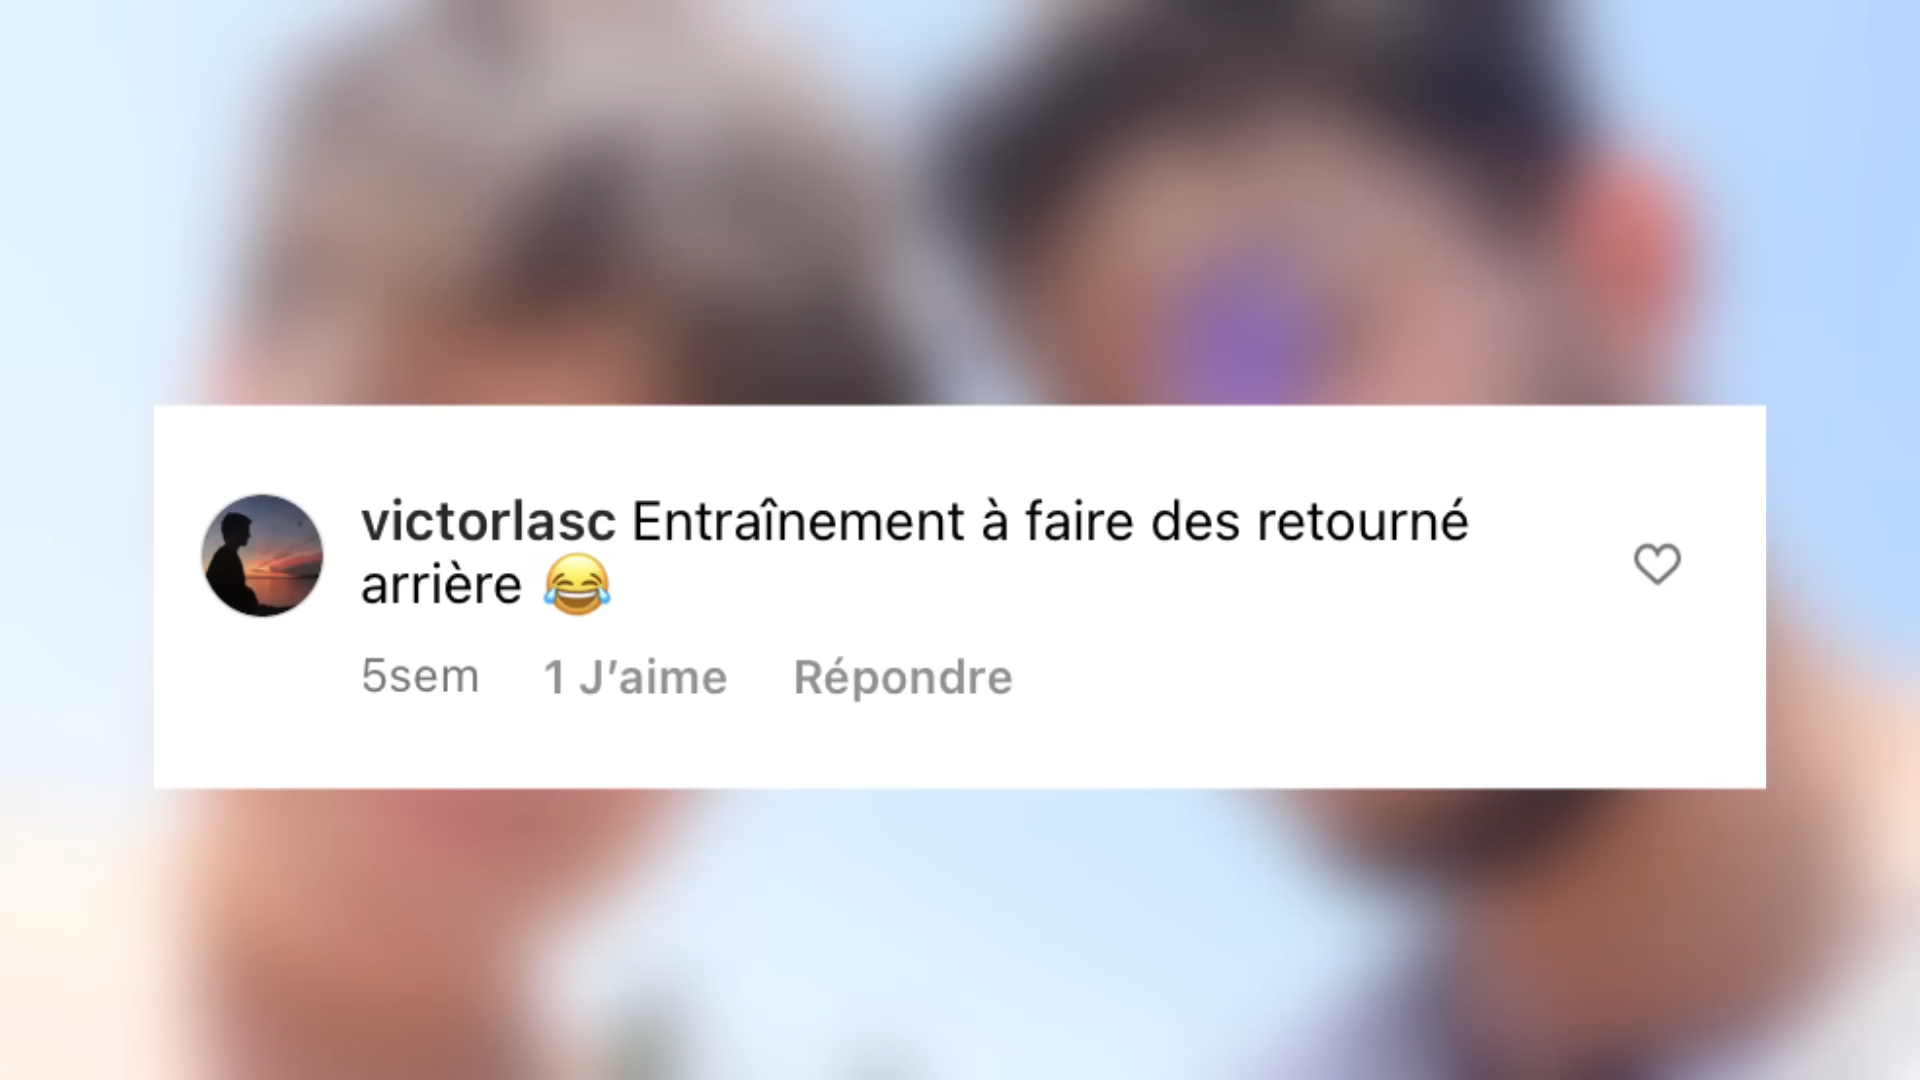 victorlasc Entraînement à faire des retourné
arrière 😂
5sem 1 J’aime Répondre